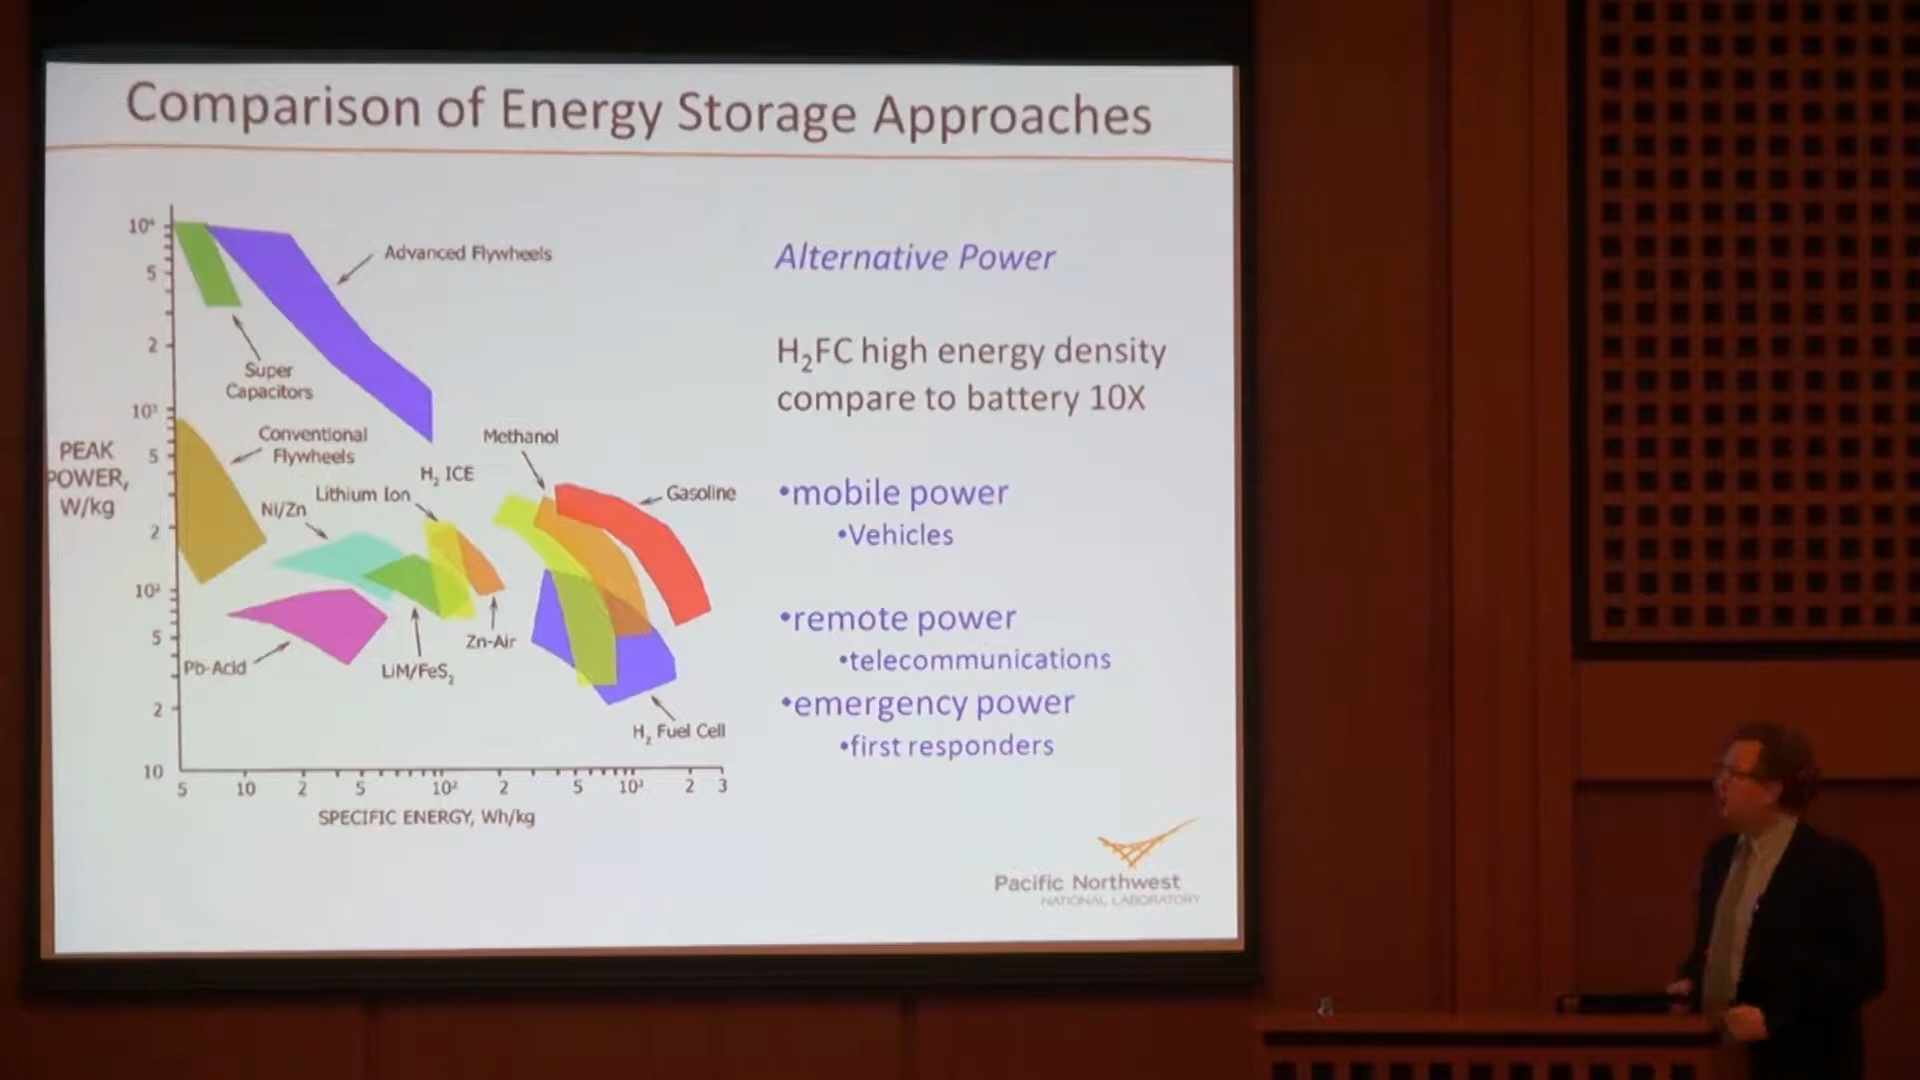 Comparison of Energy Storage Approaches
10⁴
5
2
10³
5
2
10²
5
2
10
PEAK
POWER,
W/kg
Advanced Flywheels
Super
Capacitors
Conventional
Flywheels
Methanol
H₂ ICE
Lithium Ion
Gasoline
Ni/Zn
Zn-Air
Pb-Acid
LiM/FeS₂
H₂ Fuel Cell
5 10 2 5 10² 2 5 10³ 2 3
SPECIFIC ENERGY, Wh/kg
Alternative Power
H₂FC high energy density
compare to battery 10X
•mobile power
•Vehicles
•remote power
•telecommunications
•emergency power
•first responders
Pacific Northwest
NATIONAL LABORATORY